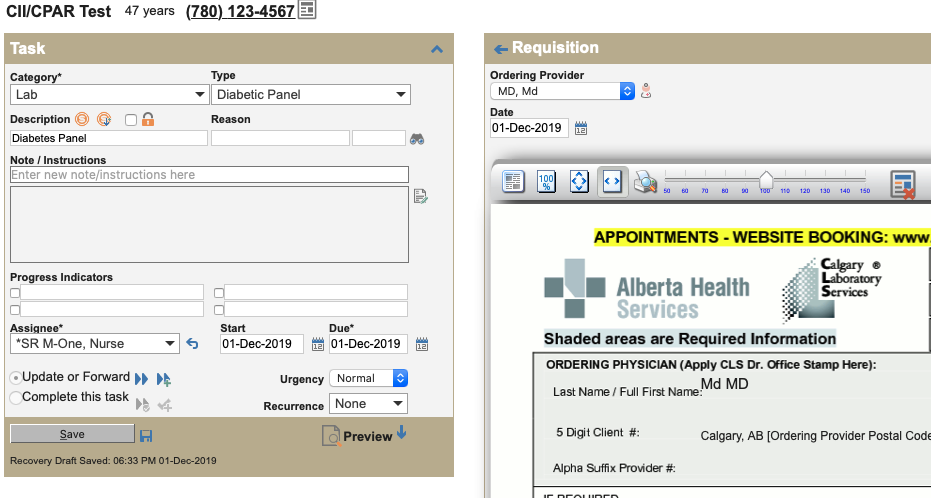 CII/CPAR Test 47 years (780) 123-4567
Task
Category* Type
Lab Diabetic Panel
Description Reason
Diabetes Panel
Note / Instructions
Enter new note/instructions here
Progress Indicators
Assignee* Start Due*
*SR M-One, Nurse 01-Dec-2019 01-Dec-2019
Update or Forward Urgency Normal
Complete this task
Recurrence None
Save Preview
Recovery Draft Saved: 06:33 PM 01-Dec-2019
Requisition
Ordering Provider
MD, Md
Date
01-Dec-2019
100 %
50 60 70 80 90 100 110 120 130 140 150
APPOINTMENTS - WEBSITE BOOKING: www.
Alberta Health
Services
Calgary ®
Laboratory
Services
Shaded areas are Required Information
ORDERING PHYSICIAN (Apply CLS Dr. Office Stamp Here):
Last Name / Full First Name: Md MD
5 Digit Client #: Calgary, AB [Ordering Provider Postal Code
Alpha Suffix Provider #:
IF REQUIRED